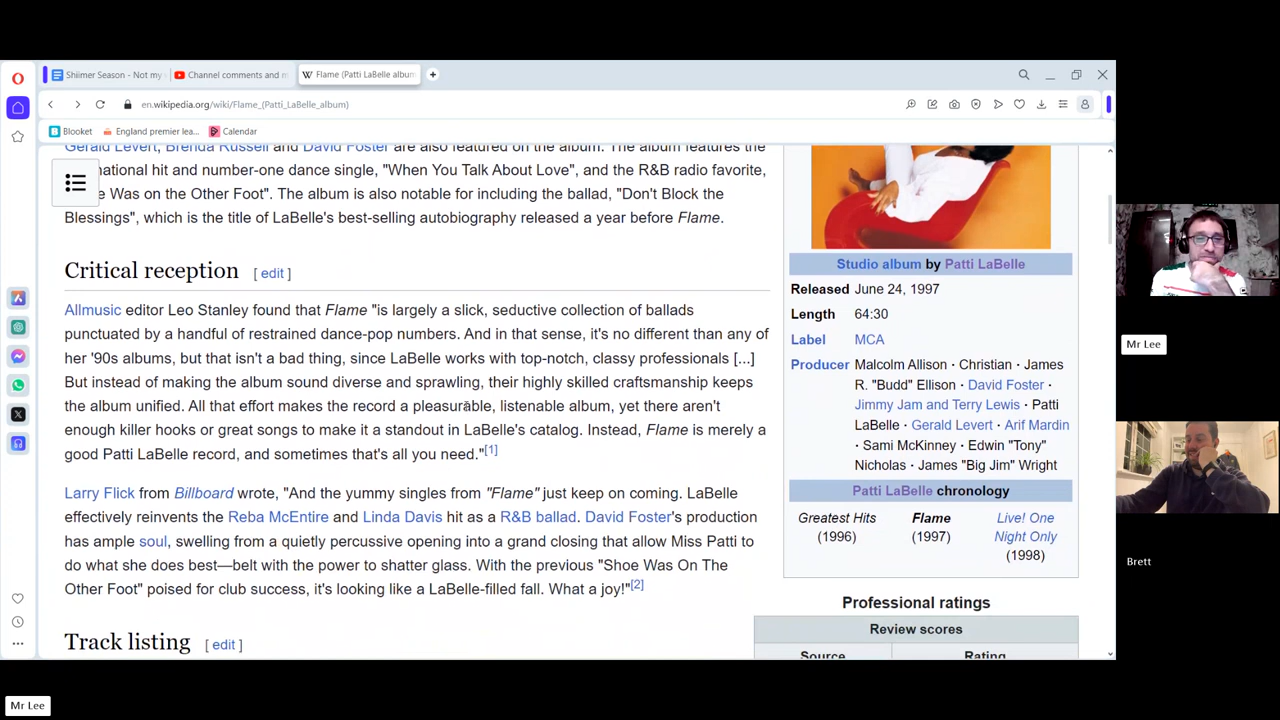 Shiimer Season - Not my
Channel comments and m
Flame (Patti LaBelle album
en.wikipedia.org/wiki/Flame_(Patti_LaBelle_album)
Blooket
England premier lea...
Calendar
Gerald Levert, Brenda Russell and David Foster are also featured on the album. The album features the
national hit and number-one dance single, "When You Talk About Love", and the R&B radio favorite,
e Was on the Other Foot". The album is also notable for including the ballad, "Don't Block the
Blessings", which is the title of LaBelle's best-selling autobiography released a year before Flame.
Critical reception [ edit ]
Allmusic editor Leo Stanley found that Flame "is largely a slick, seductive collection of ballads
punctuated by a handful of restrained dance-pop numbers. And in that sense, it's no different than any of
her '90s albums, but that isn't a bad thing, since LaBelle works with top-notch, classy professionals [...]
But instead of making the album sound diverse and sprawling, their highly skilled craftsmanship keeps
the album unified. All that effort makes the record a pleasurable, listenable album, yet there aren't
enough killer hooks or great songs to make it a standout in LaBelle's catalog. Instead, Flame is merely a
good Patti LaBelle record, and sometimes that's all you need."[1]
Larry Flick from Billboard wrote, "And the yummy singles from "Flame" just keep on coming. LaBelle
effectively reinvents the Reba McEntire and Linda Davis hit as a R&B ballad. David Foster's production
has ample soul, swelling from a quietly percussive opening into a grand closing that allow Miss Patti to
do what she does best—belt with the power to shatter glass. With the previous "Shoe Was On The
Other Foot" poised for club success, it's looking like a LaBelle-filled fall. What a joy!"[2]
Track listing [ edit ]
Studio album by Patti LaBelle
Released June 24, 1997
Length 64:30
Label MCA
Producer Malcolm Allison · Christian · James
R. "Budd" Ellison · David Foster ·
Jimmy Jam and Terry Lewis · Patti
LaBelle · Gerald Levert · Arif Mardin
· Sami McKinney · Edwin "Tony"
Nicholas · James "Big Jim" Wright
Patti LaBelle chronology
Greatest Hits Flame Live! One
(1996) (1997) Night Only
(1998)
Professional ratings
Review scores
Source Rating
Mr Lee
Brett
Mr Lee